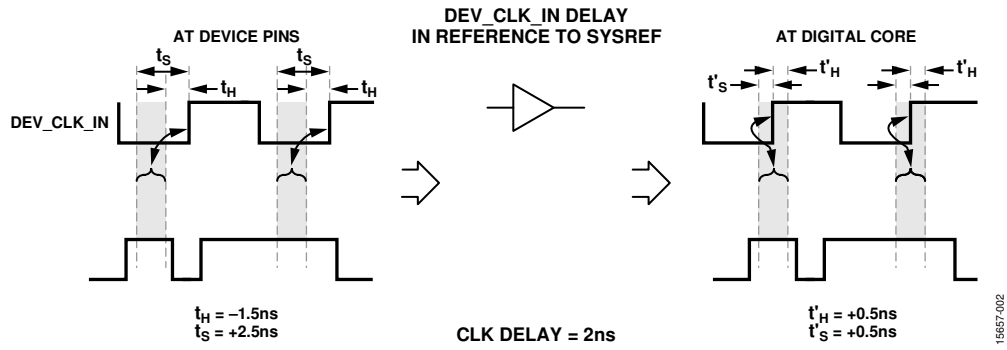 DEV_CLK_IN DELAY
IN REFERENCE TO SYSREF
AT DEVICE PINS
AT DIGITAL CORE
tS
tS
tH
tH
t'H
t'H
t'S
DEV_CLK_IN
tH = –1.5ns
tS = +2.5ns
CLK DELAY = 2ns
t'H = +0.5ns
t'S = +0.5ns
15657-002